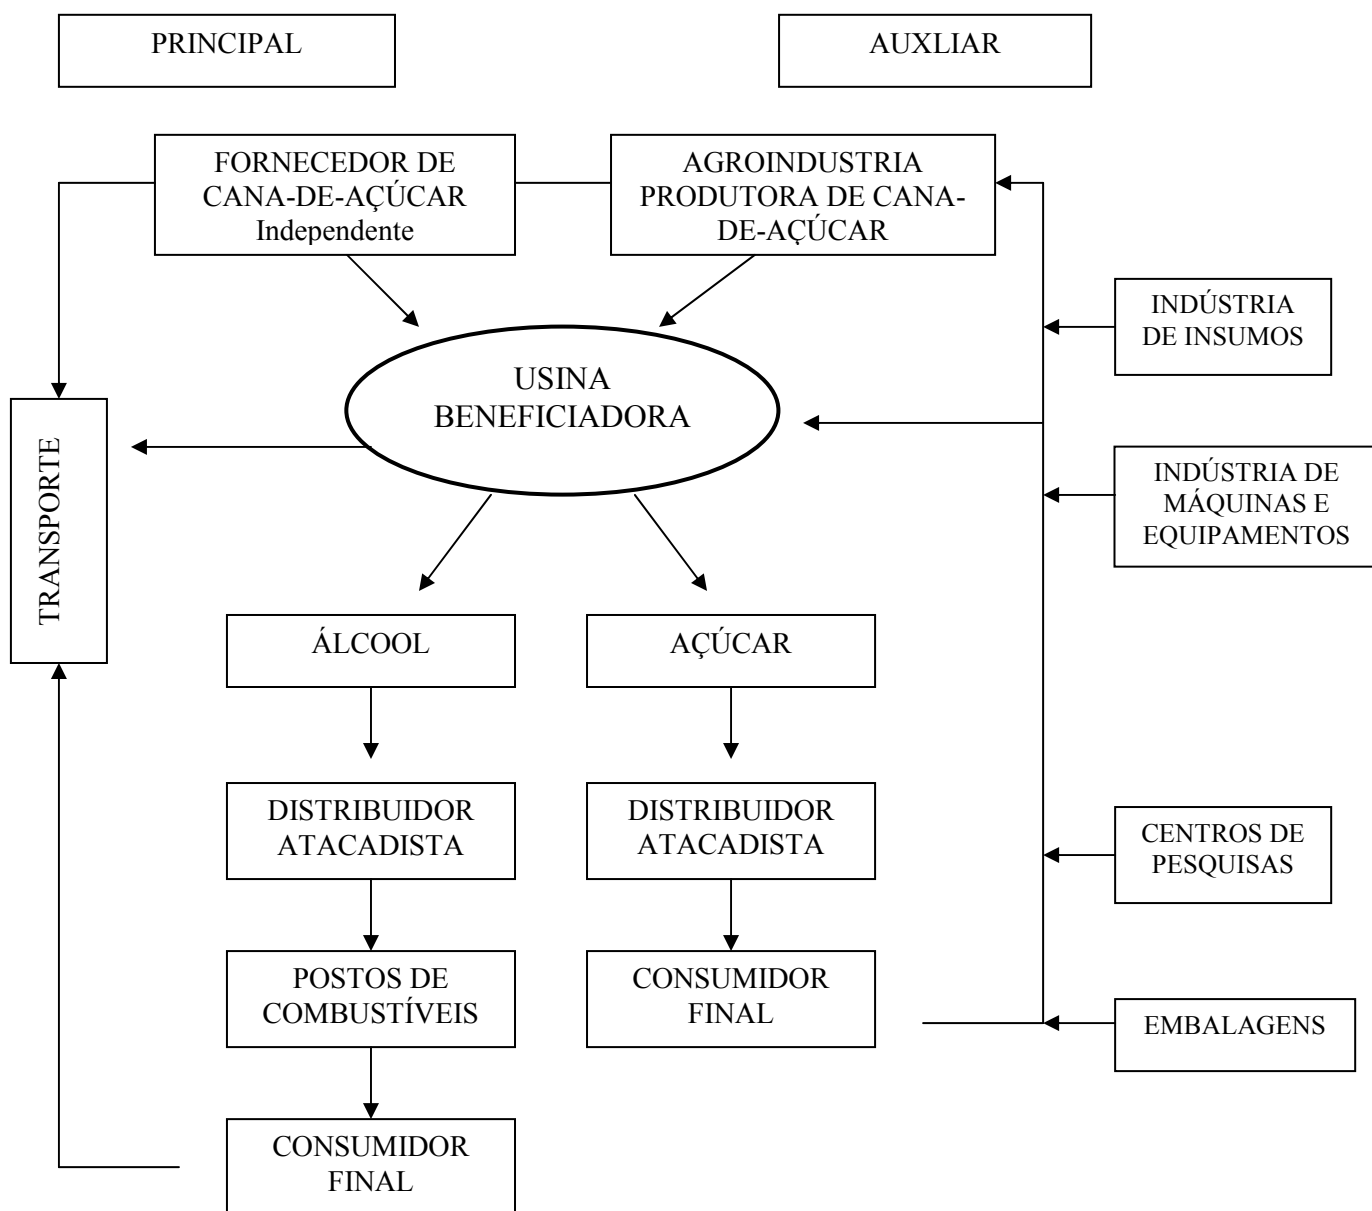 PRINCIPAL
AUXLIAR
FORNECEDOR DE
CANA-DE-AÇÚCAR
Independente
AGROINDUSTRIA
PRODUTORA DE CANA-
DE-AÇÚCAR
INDÚSTRIA
DE INSUMOS
USINA
BENEFICIADORA
TRANSPORTE
INDÚSTRIA DE
MÁQUINAS E
EQUIPAMENTOS
ÁLCOOL
AÇÚCAR
DISTRIBUIDOR
ATACADISTA
DISTRIBUIDOR
ATACADISTA
CENTROS DE
PESQUISAS
POSTOS DE
COMBUSTÍVEIS
CONSUMIDOR
FINAL
EMBALAGENS
CONSUMIDOR
FINAL